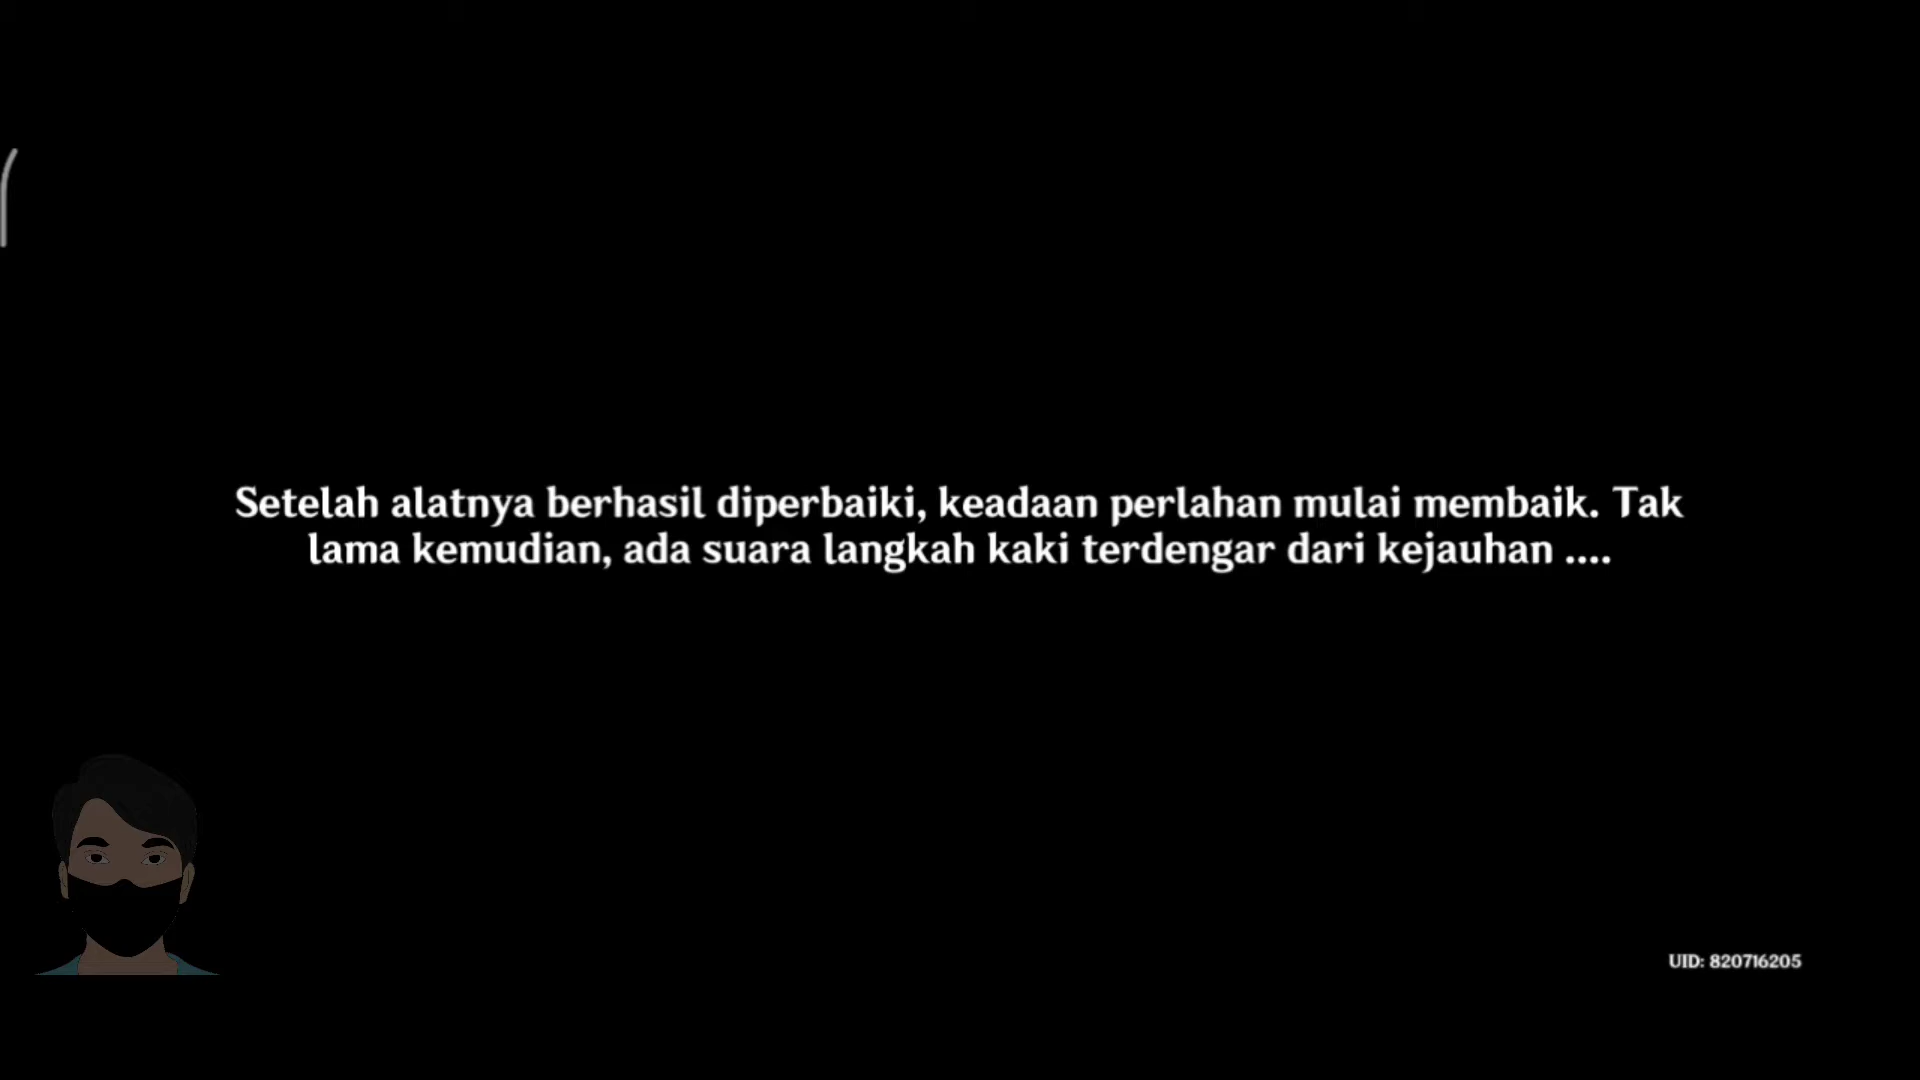 Setelah alatnya berhasil diperbaiki, keadaan perlahan mulai membaik. Tak
lama kemudian, ada suara langkah kaki terdengar dari kejauhan ....
UID: 820716205